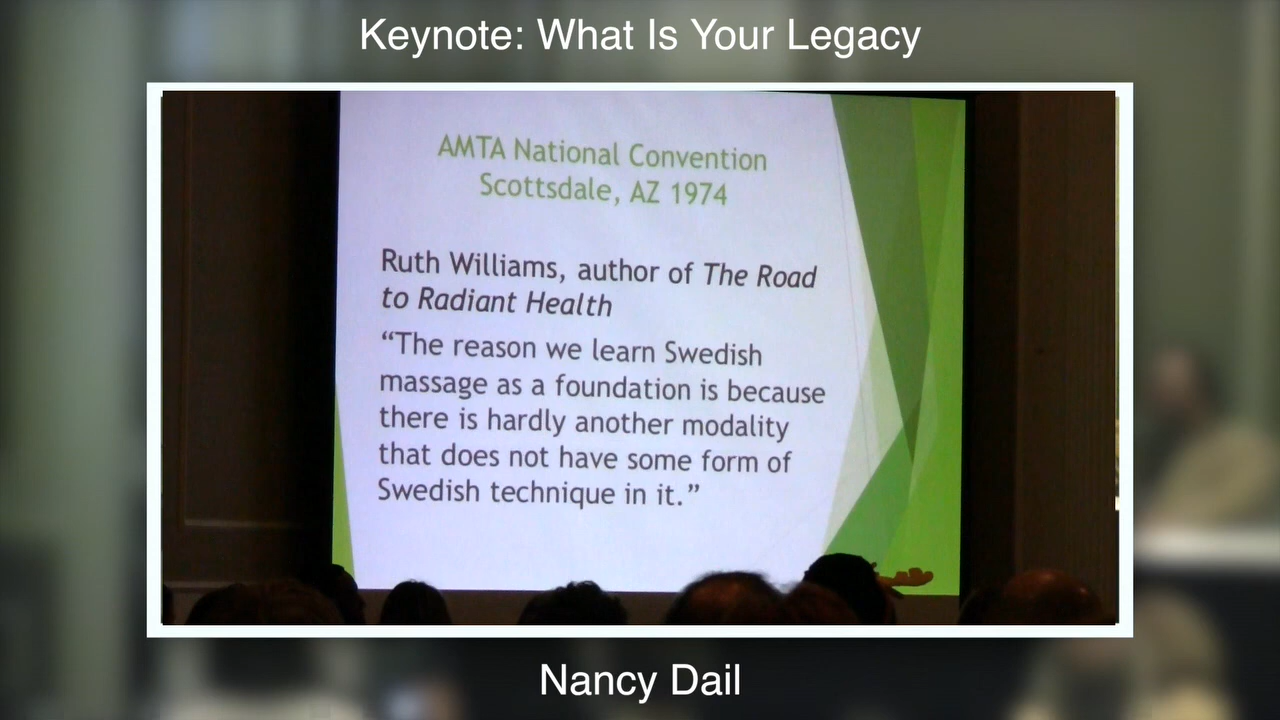 Keynote: What Is Your Legacy
AMTA National Convention
Scottsdale, AZ 1974
Ruth Williams, author of The Road
to Radiant Health
“The reason we learn Swedish
massage as a foundation is because
there is hardly another modality
that does not have some form of
Swedish technique in it.”
Nancy Dail